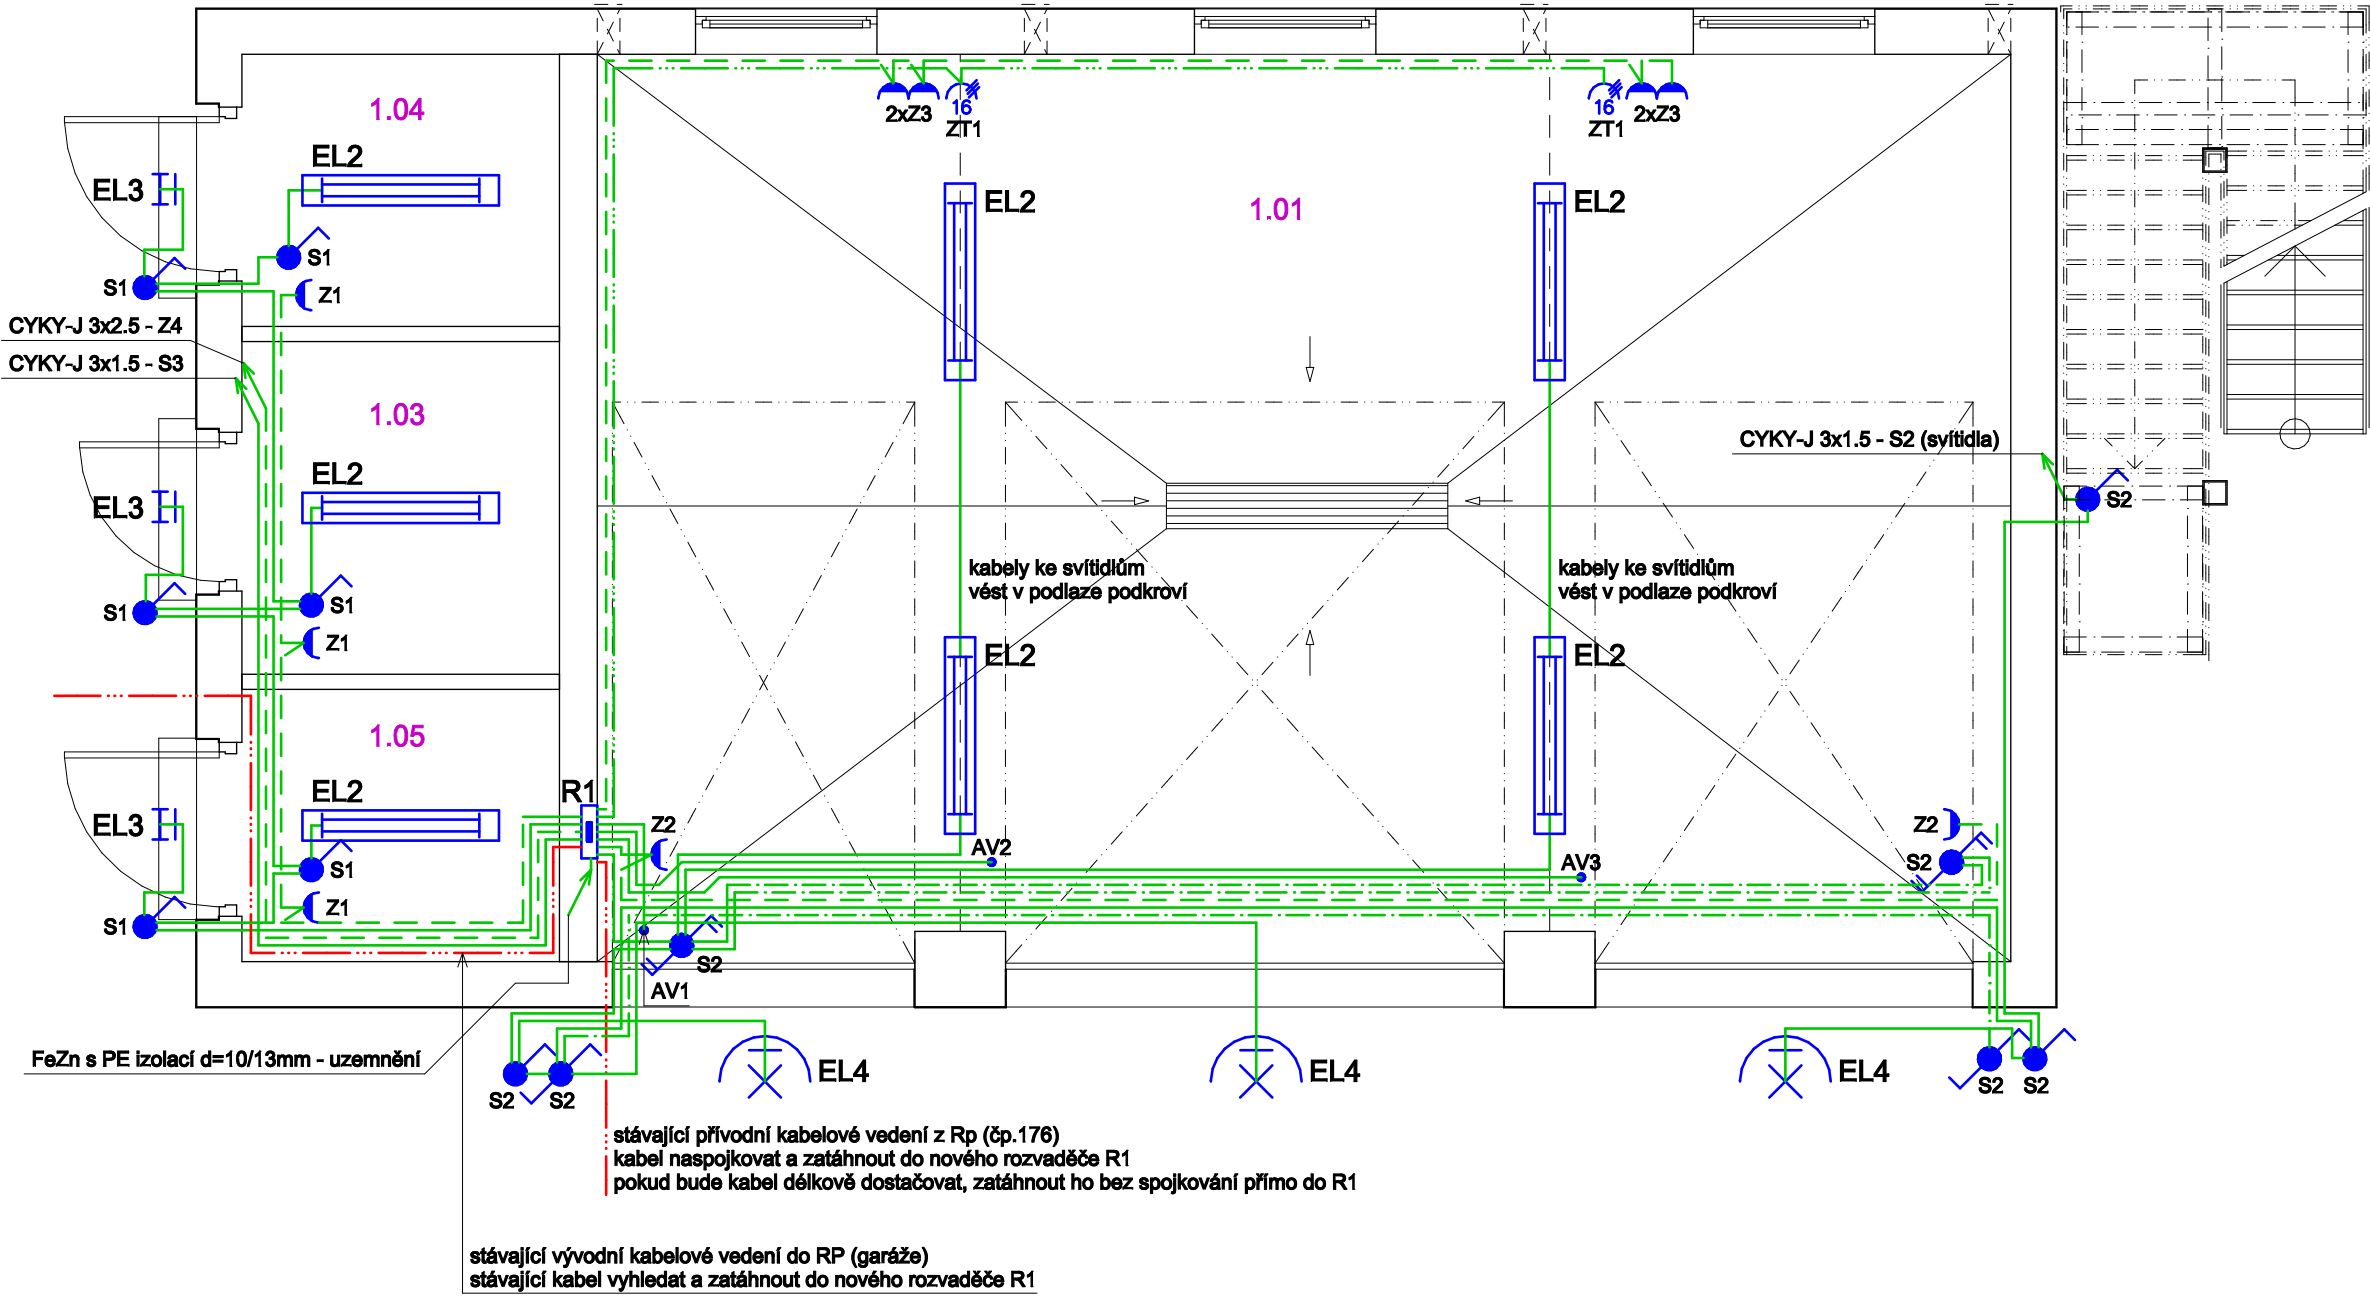 1.04
EL2
EL3
S1
S1
Z1
CYKY-J 3x2.5 - Z4
CYKY-J 3x1.5 - S3
1.03
EL2
EL3
S1
S1
Z1
1.05
EL2
EL3
R1
S1
Z1
S1
2xZ3
16
ZT1
16
ZT1
2xZ3
EL2
1.01
EL2
CYKY-J 3x1.5 - S2 (svítidla)
S2
kabely ke svítidlům
vést v podlaze podkroví
kabely ke svítidlům
vést v podlaze podkroví
EL2
EL2
Z2
AV2
AV3
Z2
S2
S2
AV1
FeZn s PE izolací d=10/13mm - uzemnění
S2
S2
EL4
EL4
EL4
S2
S2
stávající přívodní kabelové vedení z Rp (čp.176)
kabel naspojkovat a zatáhnout do nového rozvaděče R1
pokud bude kabel délkově dostačovat, zatáhnout ho bez spojkování přímo do R1
stávající vývodní kabelové vedení do RP (garáže)
stávající kabel vyhledat a zatáhnout do nového rozvaděče R1